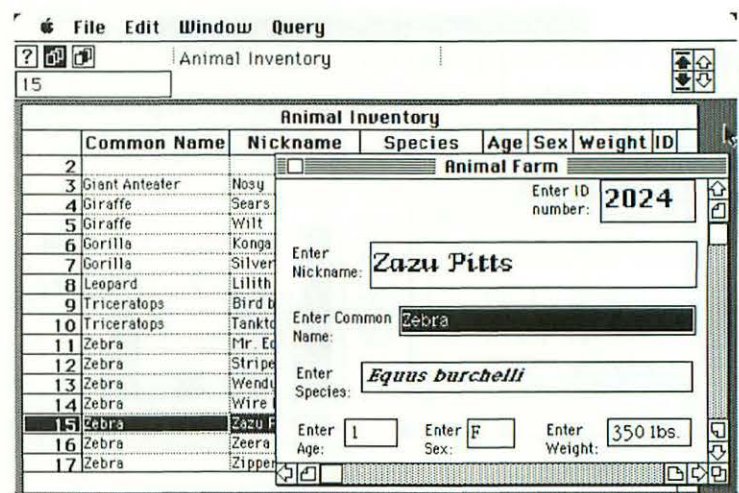 File Edit Window Query
? Animal Inventory
15
Animal Inventory
Common Name Nickname Species Age Sex Weight ID
2
3 Giant Anteater Nosy
4 Giraffe Sears
5 Giraffe Wilt
6 Gorilla Konga
7 Gorilla Silver
8 Leopard Lilith
9 Triceratops Bird b
10 Triceratops Tankto
11 Zebra Mr. Ed
12 Zebra Stripe
13 Zebra Wendy
14 Zebra Wire
15 Zebra Zazu P
16 Zebra Zeera
17 Zebra Zipper
Animal Farm
Enter ID number: 2024
Enter Nickname: Zazu Pitts
Enter Common Name: Zebra
Enter Species: Equus burchelli
Enter Age: 1 Enter Sex: F Enter Weight: 350 lbs.